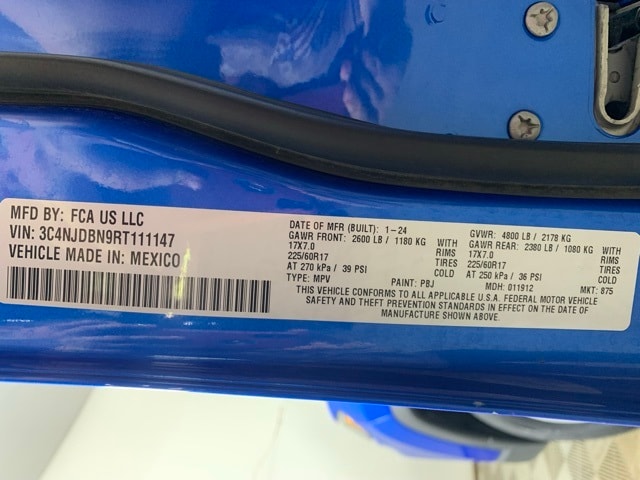 MFD BY: FCA US LLC
VIN: 3C4NJDBN9RT111147
VEHICLE MADE IN: MEXICO
DATE OF MFR (BUILT): 1-24
GAWR FRONT: 2600 LB / 1180 KG WITH
17X7.0 RIMS
225/60R17 TIRES
AT 270 kPa / 39 PSI COLD
TYPE: MPV PAINT: PBJ
GVWR: 4800 LB / 2178 KG
GAWR REAR: 2380 LB / 1080 KG WITH
17X7.0 RIMS
225/60R17 TIRES
AT 250 kPa / 36 PSI COLD
MDH: 011912 MKT: 875
THIS VEHICLE CONFORMS TO ALL APPLICABLE U.S.A. FEDERAL MOTOR VEHICLE
SAFETY AND THEFT PREVENTION STANDARDS IN EFFECT ON THE DATE OF
MANUFACTURE SHOWN ABOVE.